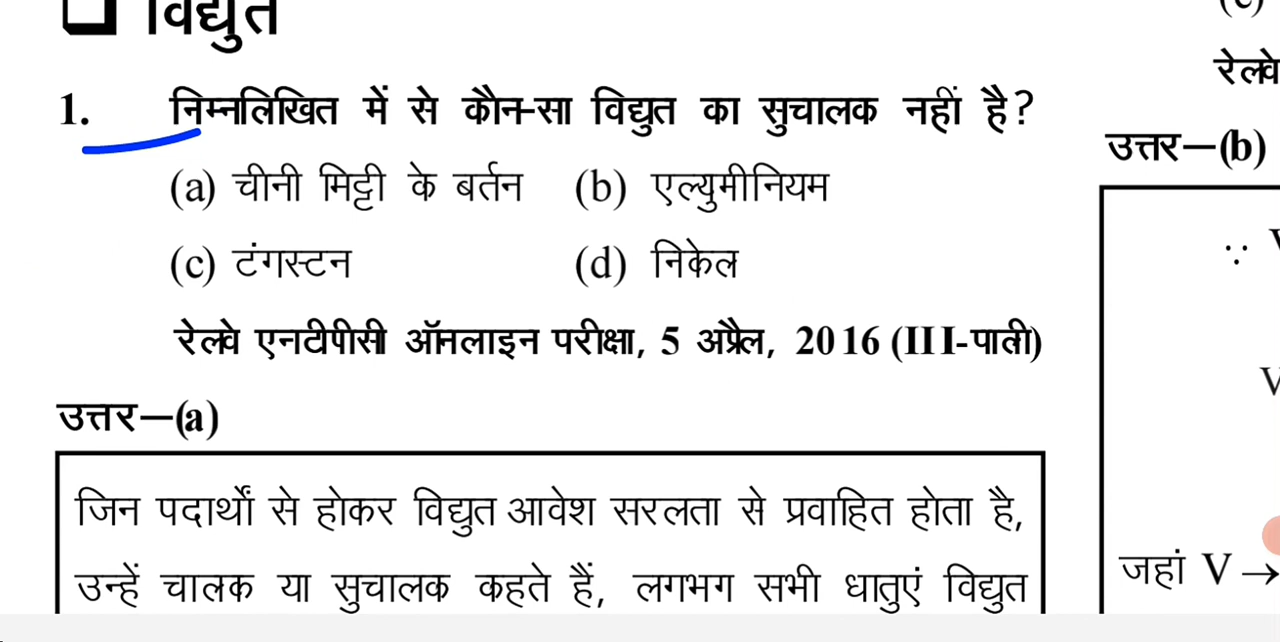 विद्युत
1. निम्नलिखित में से कौन-सा विद्युत का सुचालक नहीं है?
(a) चीनी मिट्टी के बर्तन (b) एल्युमीनियम
(c) टंगस्टन (d) निकेल
रेलवे एनटीपीसी ऑनलाइन परीक्षा, 5 अप्रैल, 2016 (III-पाली)
उत्तर—(a)
जिन पदार्थों से होकर विद्युत आवेश सरलता से प्रवाहित होता है,
उन्हें चालक या सुचालक कहते हैं, लगभग सभी धातुएं विद्युत
रेलवे
उत्तर—(b)
∵
V
जहां V →